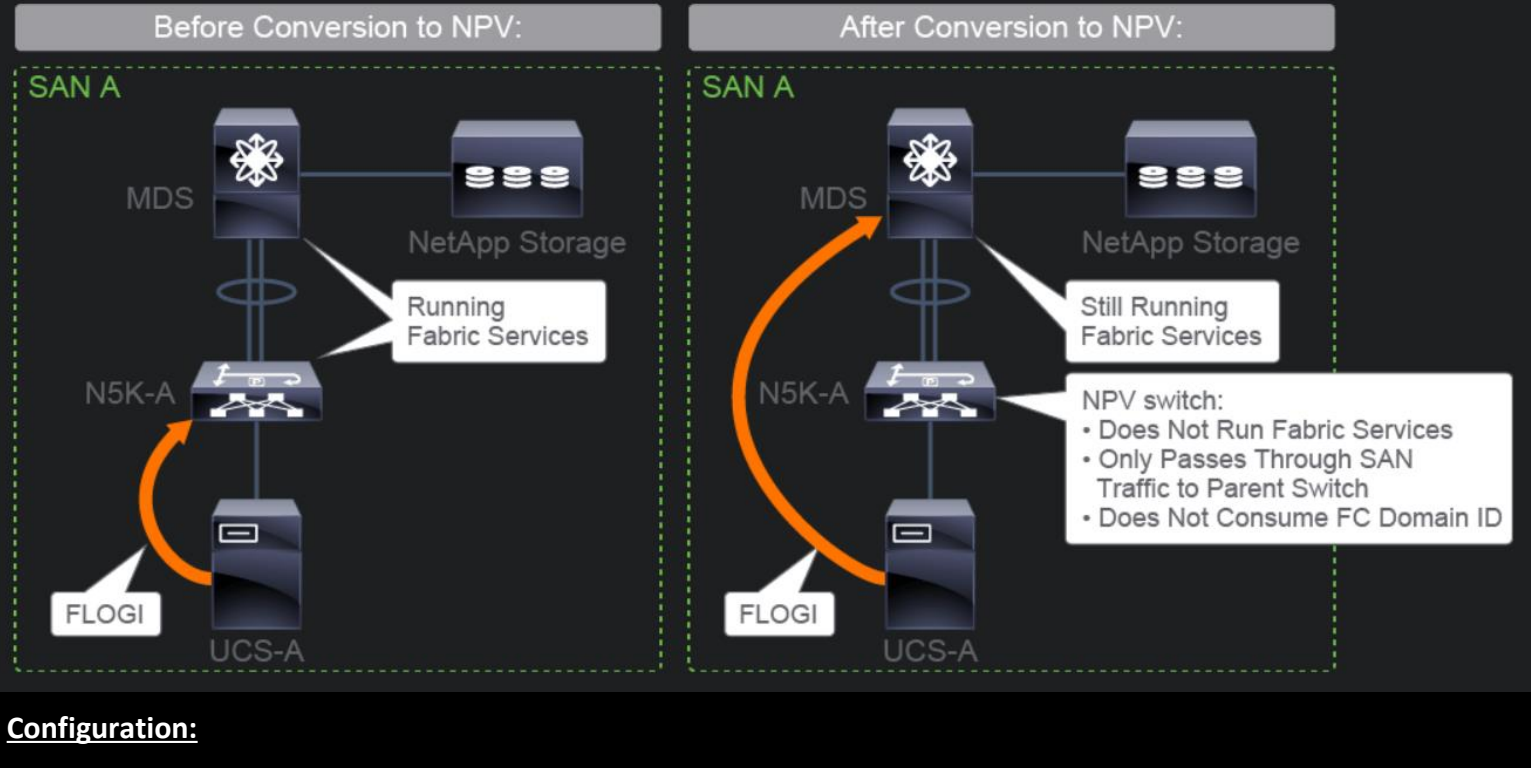 Before Conversion to NPV:
SAN A
MDS
NetApp Storage
Running
Fabric Services
N5K-A
P
FLOGI
UCS-A
After Conversion to NPV:
SAN A
MDS
NetApp Storage
Still Running
Fabric Services
N5K-A
P
NPV switch:
• Does Not Run Fabric Services
• Only Passes Through SAN
Traffic to Parent Switch
• Does Not Consume FC Domain ID
FLOGI
UCS-A
Configuration: